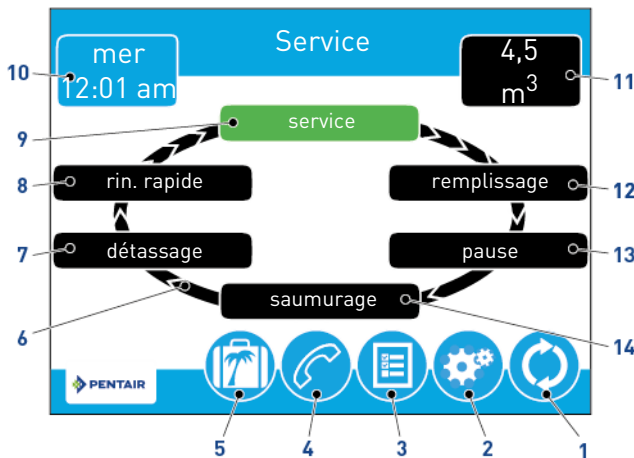 Service
mer
12:01 am
4,5
m³
10
11
9
service
8
rin. rapide
remplissage
12
7
détassage
pause
13
6
saumurage
14
PENTAIR
5
4
3
2
1